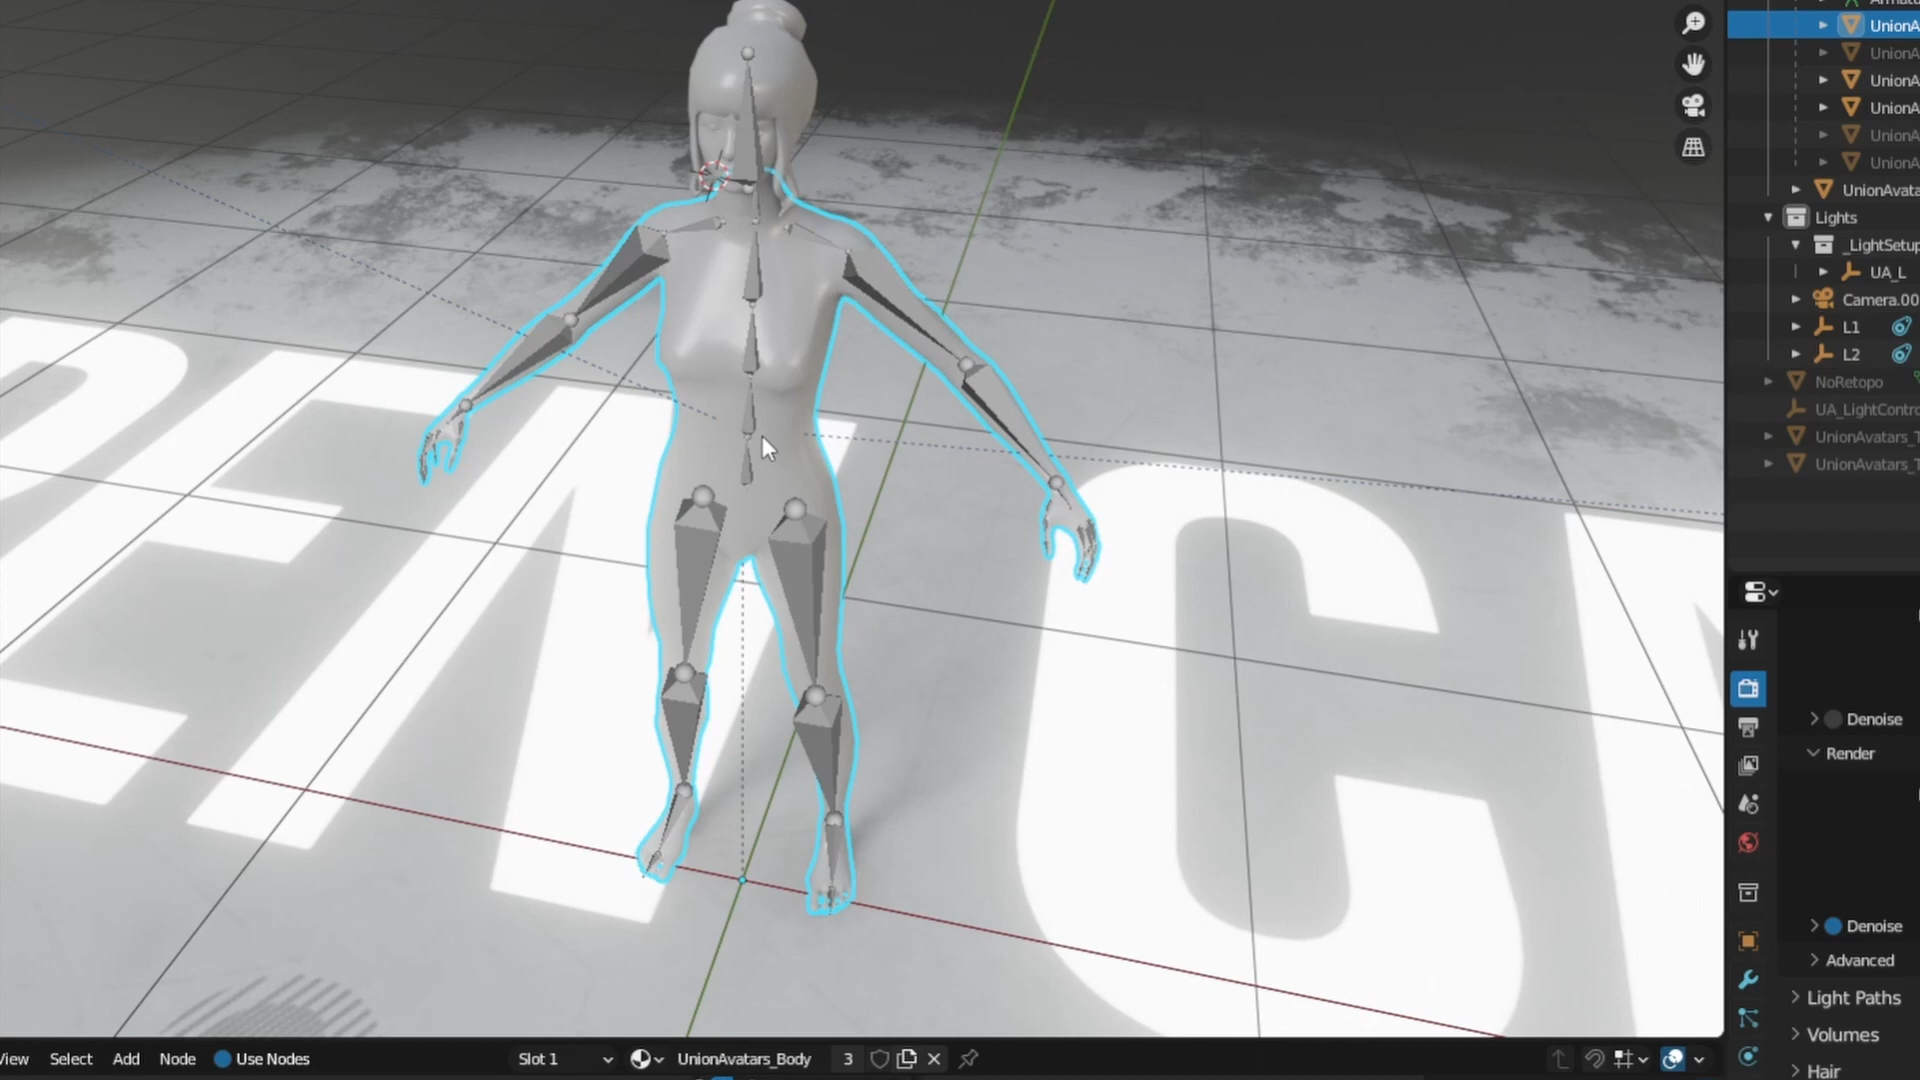 Armatu
UnionA
UnionA
UnionA
UnionA
UnionA
UnionA
UnionAvata
Lights
_LightSetup
UA_L
Camera.00
L1
L2
NoRetopo
UA_LightContro
UnionAvatars_T
UnionAvatars_T
Denoise
Render
Denoise
Advanced
Light Paths
Volumes
Hair
View Select Add Node Use Nodes Slot 1 UnionAvatars_Body 3